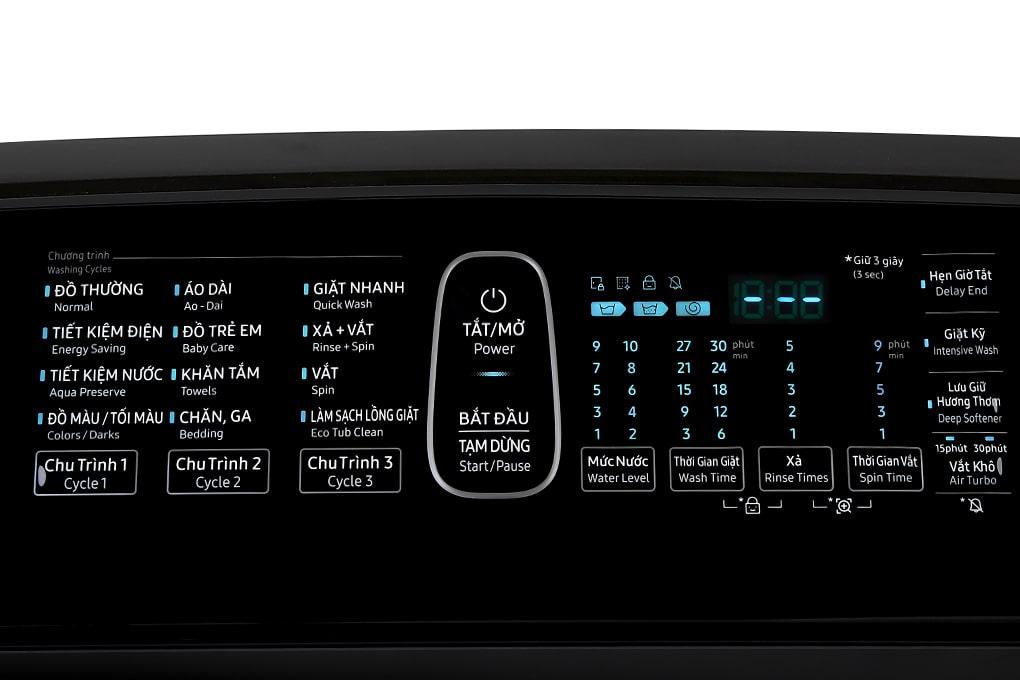 Chương trình
Washing Cycles
ĐỒ THƯỜNG
Normal
TIẾT KIỆM ĐIỆN
Energy Saving
TIẾT KIỆM NƯỚC
Aqua Preserve
ĐỒ MÀU / TỐI MÀU
Colors / Darks
Chu Trình 1
Cycle 1
ÁO DÀI
Ao - Dai
ĐỒ TRẺ EM
Baby Care
KHĂN TẮM
Towels
CHĂN, GA
Bedding
Chu Trình 2
Cycle 2
GIẶT NHANH
Quick Wash
XẢ + VẮT
Rinse + Spin
VẮT
Spin
LÀM SẠCH LỒNG GIẶT
Eco Tub Clean
Chu Trình 3
Cycle 3
TẮT/MỞ
Power
BẮT ĐẦU
TẠM DỪNG
Start/Pause
- - -
*Giữ 3 giây
(3 sec)
9 10 27 30 phút 5 9 phút
min min
7 8 21 24 4 7
5 6 15 18 3 5
3 4 9 12 2 3
1 2 3 6 1 1
Mức Nước
Water Level
Thời Gian Giặt
Wash Time
Xả
Rinse Times
Thời Gian Vắt
Spin Time
*
*
Hẹn Giờ Tắt
Delay End
Giặt Kỹ
Intensive Wash
Lưu Giữ
Hương Thơm
Deep Softener
15phút 30phút
Vắt Khô
Air Turbo
*